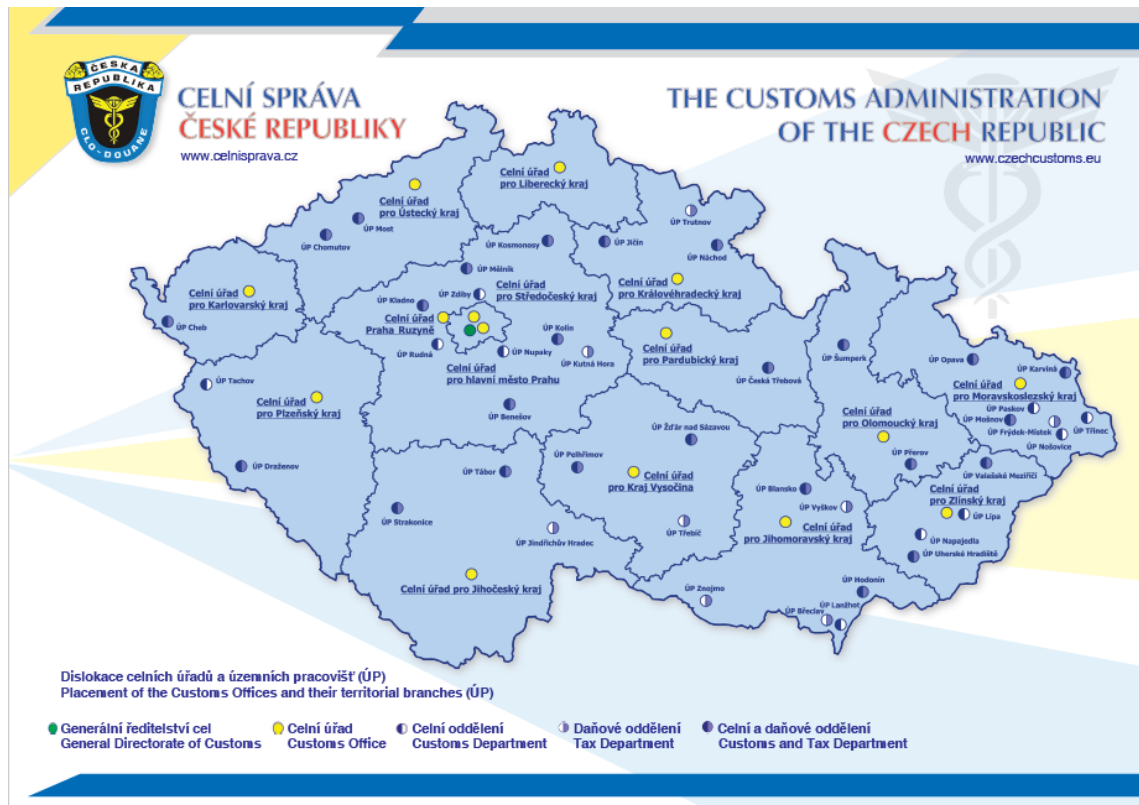 ČESKÁ
REPUBLIKA
CLO-DOUANE
CELNÍ SPRÁVA
ČESKÉ REPUBLIKY
www.celnisprava.cz
THE CUSTOMS ADMINISTRATION
OF THE CZECH REPUBLIC
www.czechcustoms.eu
Celní úřad
pro Liberecký kraj
Celní úřad
pro Ústecký kraj
ÚP Most
ÚP Chomutov
ÚP Trutnov
ÚP Kosmonosy
ÚP Jičín
ÚP Náchod
ÚP Mělník
Celní úřad
pro Karlovarský kraj
ÚP Cheb
ÚP Zdiby
Celní úřad
pro Středočeský kraj
Celní úřad
pro Královéhradecký kraj
ÚP Kladno
Celní úřad
Praha Ruzyně
ÚP Kolín
ÚP Rudná
ÚP Nupaky
ÚP Kutná Hora
Celní úřad
pro hlavní město Prahu
Celní úřad
pro Pardubický kraj
ÚP Česká Třebová
ÚP Šumperk
ÚP Opava
ÚP Karviná
Celní úřad
pro Moravskoslezský kraj
ÚP Paskov
ÚP Mošnov
ÚP Třinec
ÚP Frýdek-Místek
ÚP Nošovice
ÚP Tachov
Celní úřad
pro Plzeňský kraj
ÚP Benešov
ÚP Draženov
ÚP Tábor
ÚP Strakonice
ÚP Pelhřimov
ÚP Žďár nad Sázavou
Celní úřad
pro Kraj Vysočina
ÚP Třebíč
ÚP Jindřichův Hradec
Celní úřad pro Jihočeský kraj
Celní úřad
pro Olomoucký kraj
ÚP Přerov
ÚP Valašské Meziříčí
ÚP Blansko
ÚP Vyškov
Celní úřad
pro Jihomoravský kraj
Celní úřad
pro Zlínský kraj
ÚP Lípa
ÚP Napajedla
ÚP Uherské Hradiště
ÚP Znojmo
ÚP Hodonín
ÚP Lanžhot
ÚP Břeclav
Dislokace celních úřadů a územních pracovišť (ÚP)
Placement of the Customs Offices and their territorial branches (ÚP)
Generální ředitelství cel
General Directorate of Customs
Celní úřad
Customs Office
Celní oddělení
Customs Department
Daňové oddělení
Tax Department
Celní a daňové oddělení
Customs and Tax Department